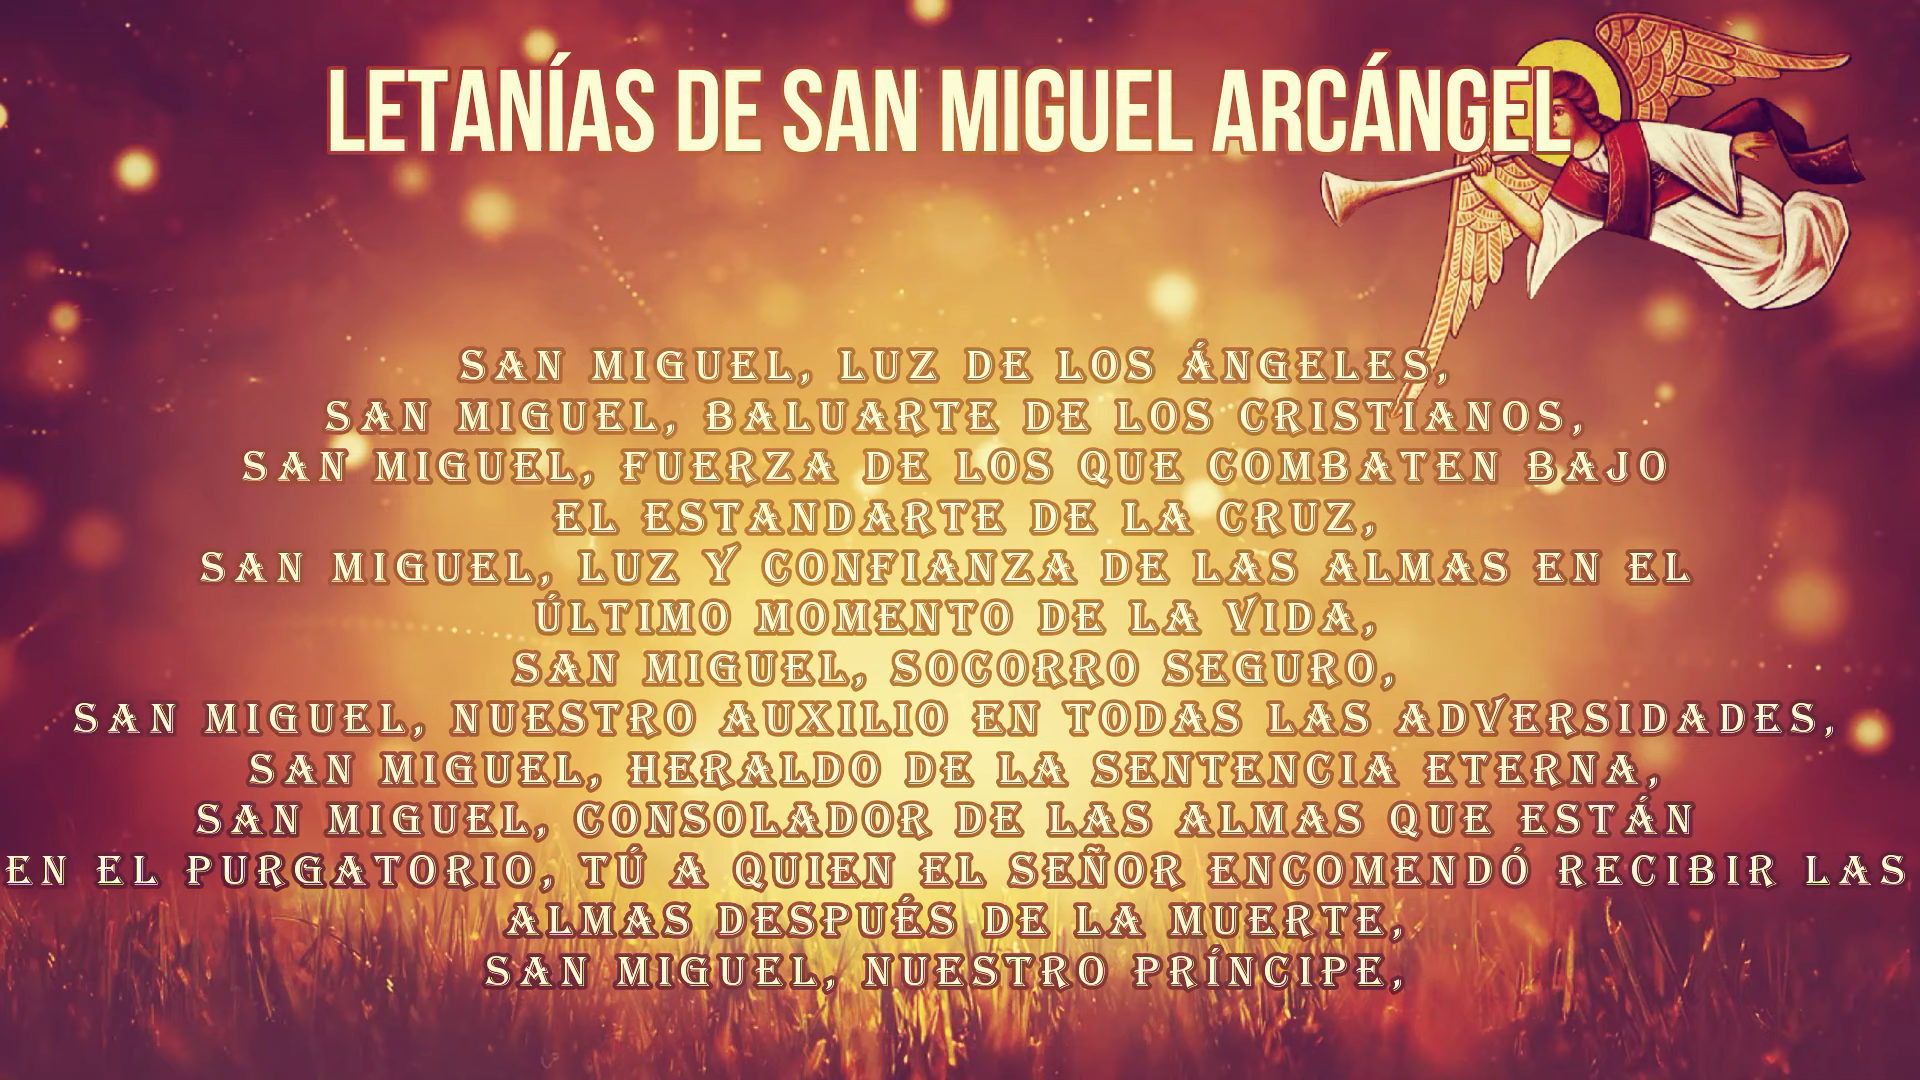 LETANÍAS DE SAN MIGUEL ARCÁNGEL
SAN MIGUEL, LUZ DE LOS ÁNGELES,
SAN MIGUEL, BALUARTE DE LOS CRISTIANOS,
SAN MIGUEL, FUERZA DE LOS QUE COMBATEN BAJO
EL ESTANDARTE DE LA CRUZ,
SAN MIGUEL, LUZ Y CONFIANZA DE LAS ALMAS EN EL
ÚLTIMO MOMENTO DE LA VIDA,
SAN MIGUEL, SOCORRO SEGURO,
SAN MIGUEL, NUESTRO AUXILIO EN TODAS LAS ADVERSIDADES,
SAN MIGUEL, HERALDO DE LA SENTENCIA ETERNA,
SAN MIGUEL, CONSOLADOR DE LAS ALMAS QUE ESTÁN
EN EL PURGATORIO, TÚ A QUIEN EL SEÑOR ENCOMENDÓ RECIBIR LAS
ALMAS DESPUÉS DE LA MUERTE,
SAN MIGUEL, NUESTRO PRÍNCIPE,